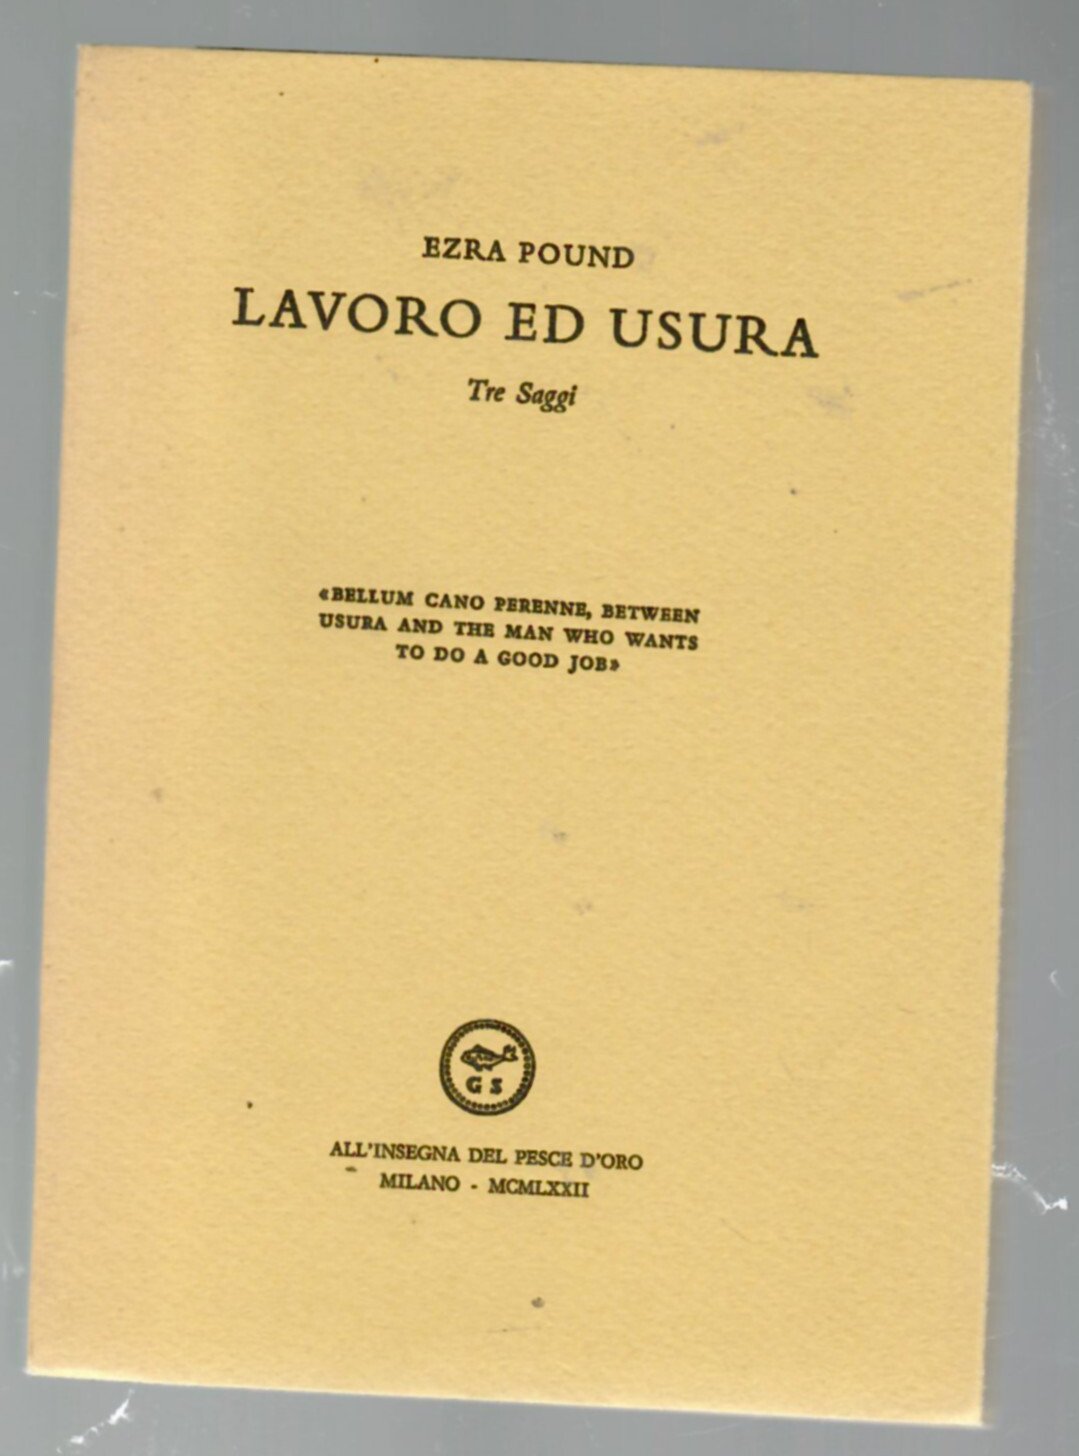 EZRA POUND
LAVORO ED USURA
Tre Saggi
«BELLUM CANO PERENNE, BETWEEN
USURA AND THE MAN WHO WANTS
TO DO A GOOD JOB»
G S
ALL'INSEGNA DEL PESCE D'ORO
MILANO - MCMLXXII